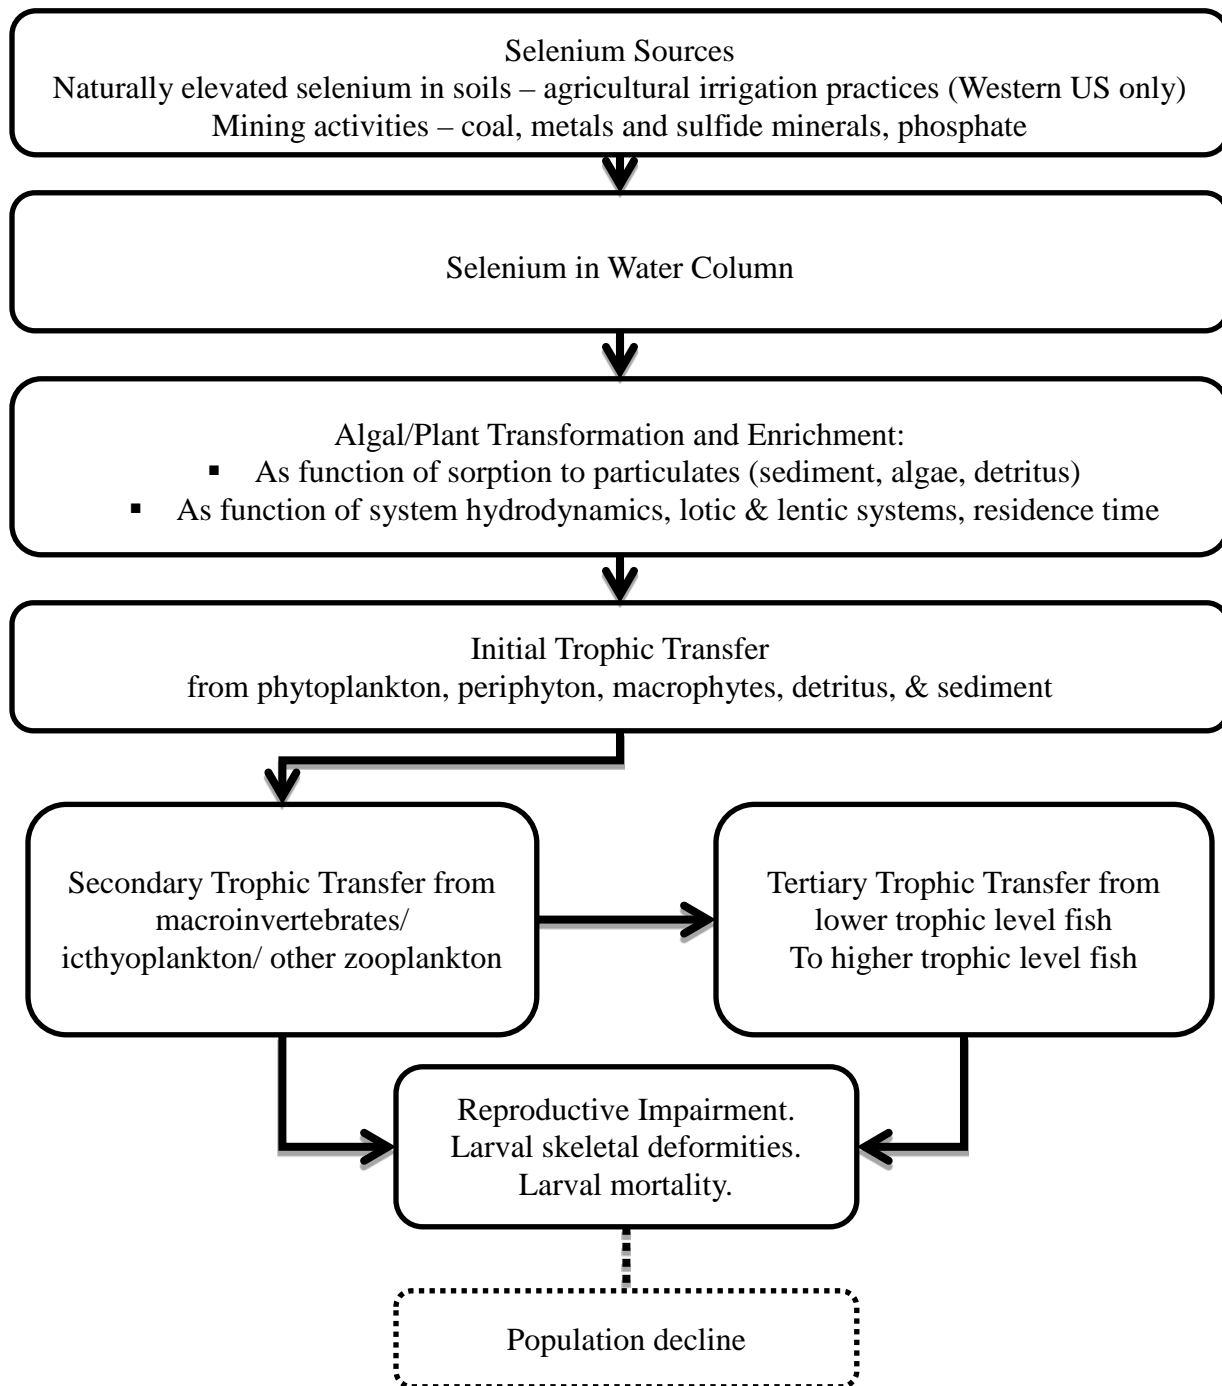 Selenium Sources
Naturally elevated selenium in soils – agricultural irrigation practices (Western US only)
Mining activities – coal, metals and sulfide minerals, phosphate
Selenium in Water Column
Algal/Plant Transformation and Enrichment:
▪ As function of sorption to particulates (sediment, algae, detritus)
▪ As function of system hydrodynamics, lotic & lentic systems, residence time
Initial Trophic Transfer
from phytoplankton, periphyton, macrophytes, detritus, & sediment
Secondary Trophic Transfer from
macroinvertebrates/
icthyoplankton/ other zooplankton
Tertiary Trophic Transfer from
lower trophic level fish
To higher trophic level fish
Reproductive Impairment.
Larval skeletal deformities.
Larval mortality.
Population decline